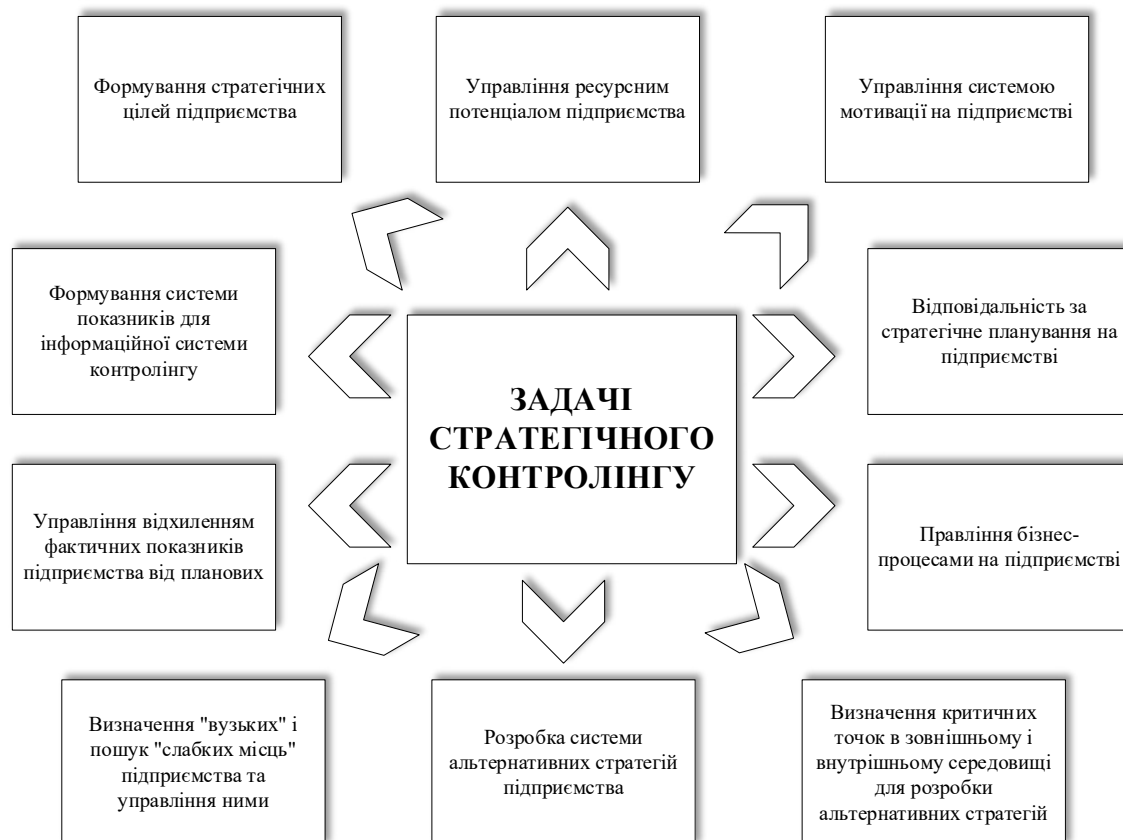 Формування стратегічних
цілей підприємства
Управління ресурсним
потенціалом підприємства
Управління системою
мотивації на підприємстві
Формування системи
показників для
інформаційної системи
контролінгу
Відповідальність за
стратегічне планування на
підприємстві
ЗАДАЧІ
СТРАТЕГІЧНОГО
КОНТРОЛІНГУ
Управління відхиленням
фактичних показників
підприємства від планових
Правління бізнес-
процесами на підприємстві
Визначення "вузьких" і
пошук "слабких місць"
підприємства та
управління ними
Розробка системи
альтернативних стратегій
підприємства
Визначення критичних
точок в зовнішньому і
внутрішньому середовищі
для розробки
альтернативних стратегій